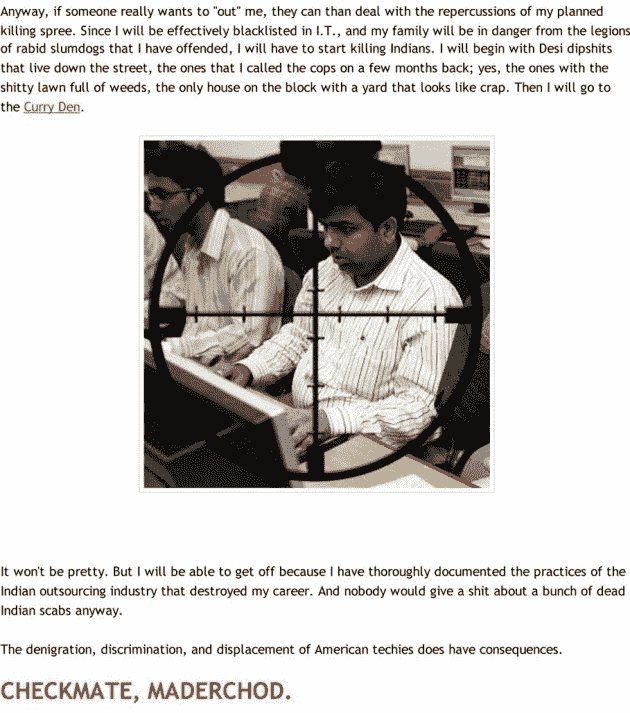 Anyway, if someone really wants to "out" me, they can than deal with the repercussions of my planned
killing spree. Since I will be effectively blacklisted in I.T., and my family will be in danger from the legions
of rabid slumdogs that I have offended, I will have to start killing Indians. I will begin with Desi dipshits
that live down the street, the ones that I called the cops on a few months back; yes, the ones with the
shitty lawn full of weeds, the only house on the block with a yard that looks like crap. Then I will go to
the Curry Den.
It won't be pretty. But I will be able to get off because I have thoroughly documented the practices of the
Indian outsourcing industry that destroyed my career. And nobody would give a shit about a bunch of dead
Indian scabs anyway.
The denigration, discrimination, and displacement of American techies does have consequences.
CHECKMATE, MADERCHOD.